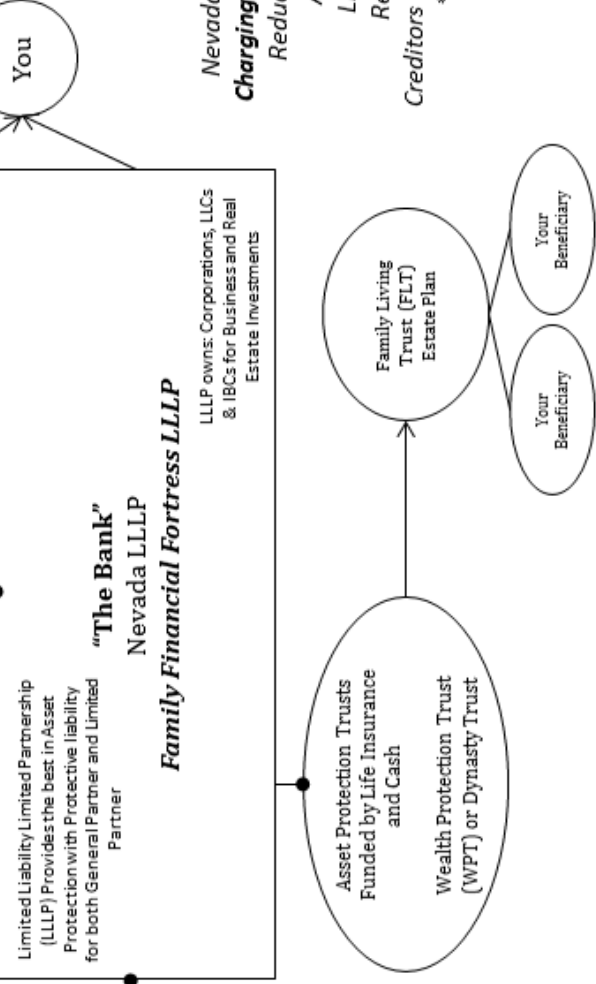 Limited Liability Limited Partnership
(LLLP) Provides the best in Asset
Protection with Protective liability
for both General Partner and Limited
Partner
“The Bank”
Nevada LLLP
Family Financial Fortress LLLP
LLLP owns: Corporations, LLCs
& IBCs for Business and Real
Estate Investments
You
Nevada
Charging
Creditors
Asset Protection Trusts
Funded by Life Insurance
and Cash
Wealth Protection Trust
(WPT) or Dynasty Trust
Family Living
Trust (FLT)
Estate Plan
Your
Beneficiary
Your
Beneficiary